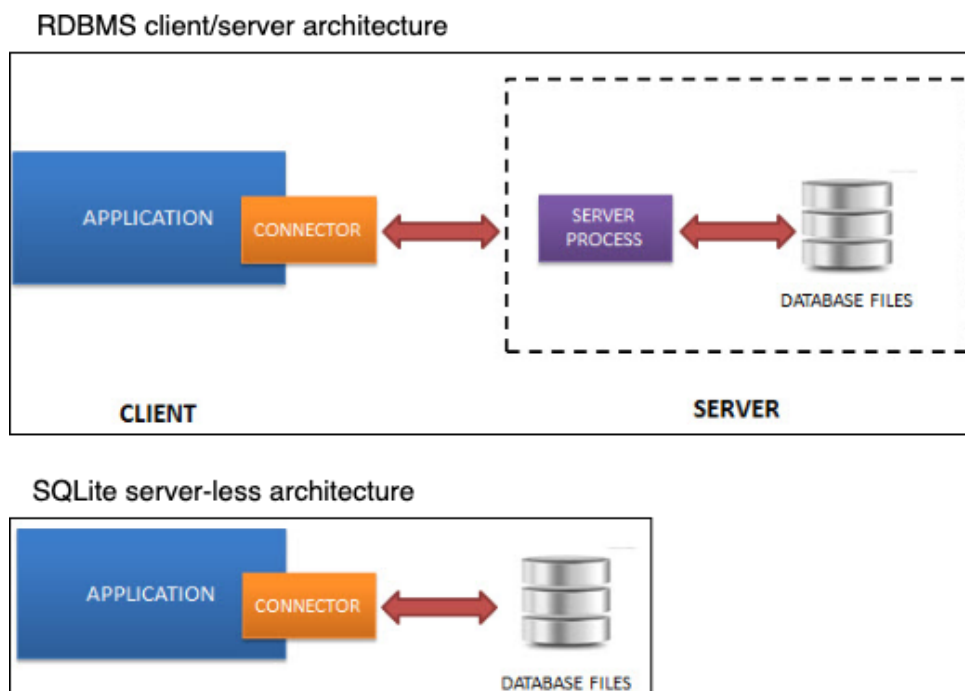 RDBMS client/server architecture
APPLICATION
CONNECTOR
SERVER
PROCESS
DATABASE FILES
CLIENT
SERVER
SQLite server-less architecture
APPLICATION
CONNECTOR
DATABASE FILES